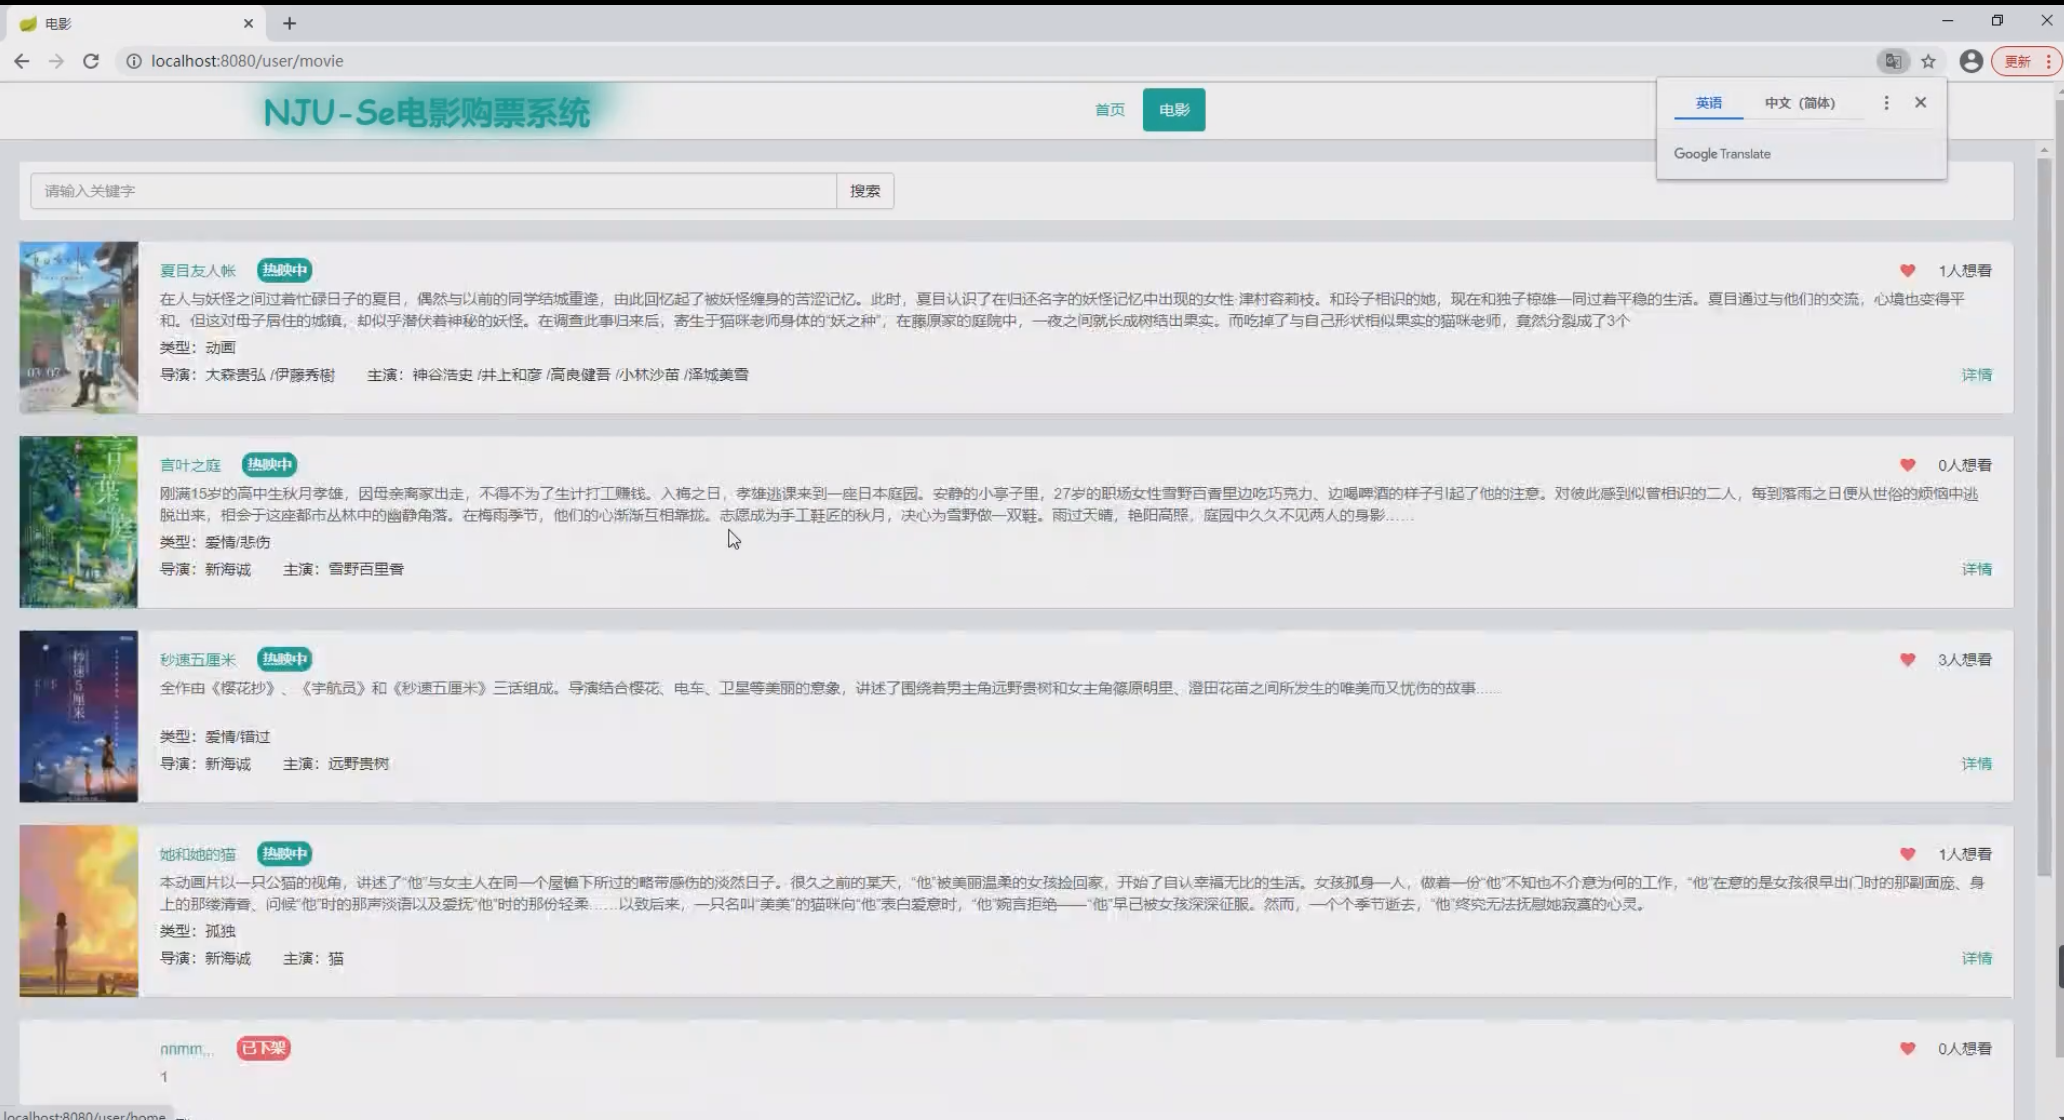 电影
localhost:8080/user/movie
更新
NJU-Se电影购票系统
首页
电影
英语
中文（简体）
Google Translate
请输入关键字
搜索
夏目友人帐
热映中
1人想看
在人与妖怪之间过着忙碌日子的夏目，偶然与以前的同学结城重逢，由此回忆起了被妖怪缠身的苦涩记忆。此时，夏目认识了在归还名字的妖怪记忆中出现的女性·津村容莉枝。和玲子相识的她，现在和独子椋雄一同过着平稳的生活。夏目通过与他们的交流，心境也变得平
和。但这对母子居住的城镇，却似乎潜伏着神秘的妖怪。在调查此事归来后，寄生于猫咪老师身体的“妖之种”，在藤原家的庭院中，一夜之间就长成树结出果实。而吃掉了与自己形状相似果实的猫咪老师，竟然分裂成了3个
类型：动画
导演：大森贵弘 /伊藤秀樹 主演：神谷浩史 /井上和彦 /高良健吾 /小林沙苗 /泽城美雪
详情
言叶之庭
热映中
0人想看
刚满15岁的高中生秋月孝雄，因母亲离家出走，不得不为了生计打工赚钱。入梅之日，孝雄逃课来到一座日本庭园。安静的小亭子里，27岁的职场女性雪野百香里边吃巧克力、边喝啤酒的样子引起了他的注意。对彼此感到似曾相识的二人，每到落雨之日便从世俗的烦恼中逃
脱出来，相会于这座都市丛林中的幽静角落。在梅雨季节，他们的心渐渐互相靠拢。志愿成为手工鞋匠的秋月，决心为雪野做一双鞋。雨过天晴，艳阳高照，庭园中久久不见两人的身影……
类型：爱情/悲伤
导演：新海诚 主演：雪野百里香
详情
秒速五厘米
热映中
3人想看
全作由《樱花抄》、《宇航员》和《秒速五厘米》三话组成。导演结合樱花、电车、卫星等美丽的意象，讲述了围绕着男主角远野贵树和女主角篠原明里、澄田花苗之间所发生的唯美而又忧伤的故事……
类型：爱情/错过
导演：新海诚 主演：远野贵树
详情
她和她的猫
热映中
1人想看
本动画片以一只公猫的视角，讲述了“他”与女主人在同一个屋檐下所过的略带感伤的淡然日子。很久之前的某天，“他”被美丽温柔的女孩捡回家，开始了自认幸福无比的生活。女孩孤身一人，做着一份“他”不知也不介意为何的工作，“他”在意的是女孩很早出门时的那副面庞、身
上的那缕清香、问候“他”时的那声淡语以及爱抚“他”时的那份轻柔……以致后来，一只名叫“美美”的猫咪向“他”表白爱意时，“他”婉言拒绝——“他”早已被女孩深深征服。然而，一个个季节逝去，“他”终究无法抚慰她寂寞的心灵。
类型：孤独
导演：新海诚 主演：猫
详情
nnmm...
已下架
0人想看
1
localhost:8080/user/home